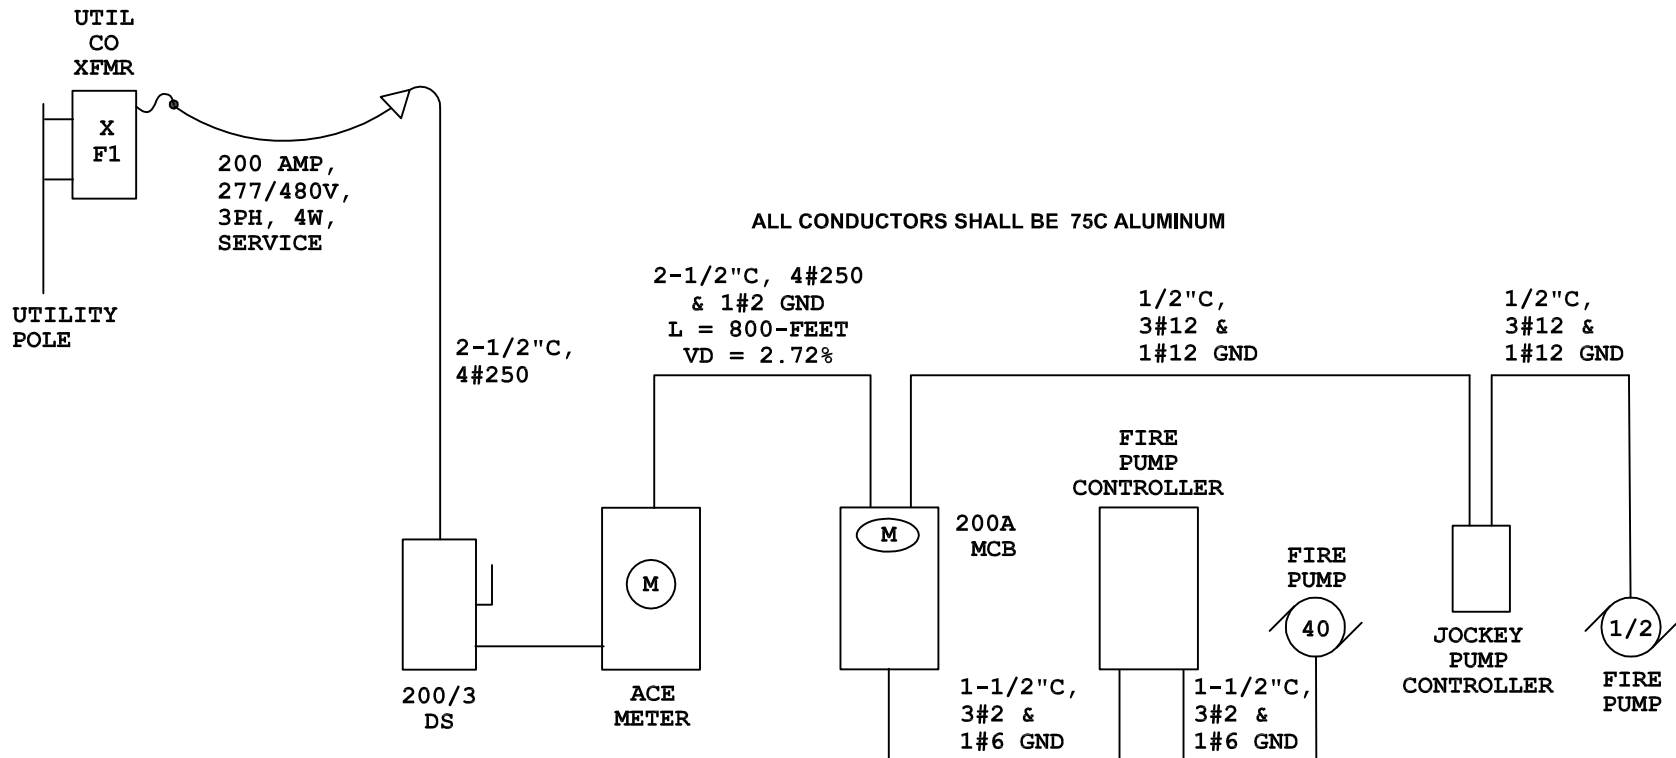 UTIL
CO
XFMR
X
F1
200 AMP,
277/480V,
3PH, 4W,
SERVICE
UTILITY
POLE
ALL CONDUCTORS SHALL BE 75C ALUMINUM
2-1/2"C,
4#250
2-1/2"C, 4#250
& 1#2 GND
L = 800-FEET
VD = 2.72%
1/2"C,
3#12 &
1#12 GND
1/2"C,
3#12 &
1#12 GND
200/3
DS
M
ACE
METER
M
200A
MCB
FIRE
PUMP
CONTROLLER
FIRE
PUMP
40
1-1/2"C,
3#2 &
1#6 GND
1-1/2"C,
3#2 &
1#6 GND
JOCKEY
PUMP
CONTROLLER
1/2
FIRE
PUMP